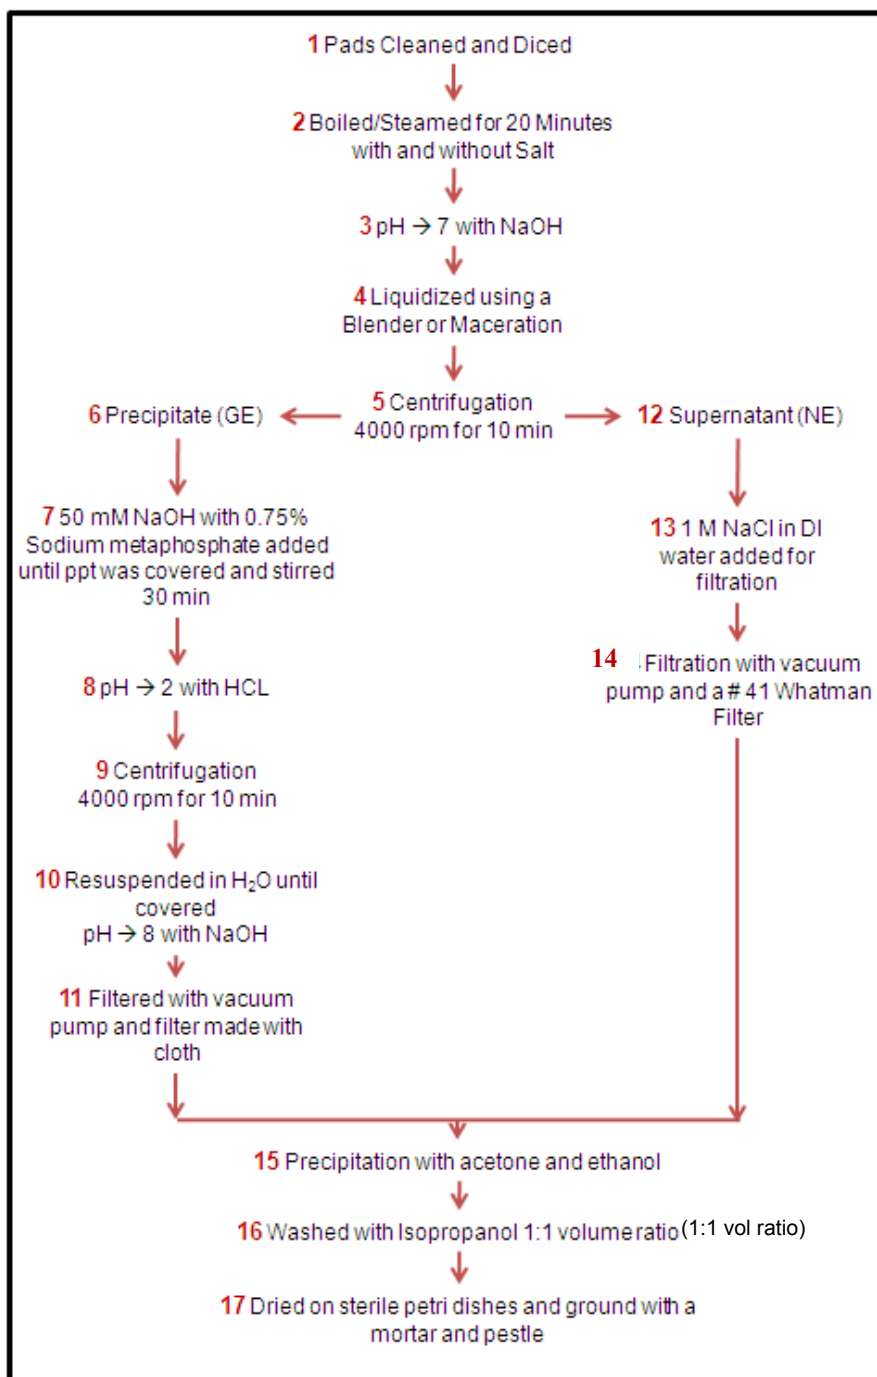 1 Pads Cleaned and Diced
2 Boiled/Steamed for 20 Minutes
with and without Salt
3 pH → 7 with NaOH
4 Liquidized using a
Blender or Maceration
5 Centrifugation
4000 rpm for 10 min
6 Precipitate (GE)
7 50 mM NaOH with 0.75%
Sodium metaphosphate added
until ppt was covered and stirred
30 min
8 pH → 2 with HCL
9 Centrifugation
4000 rpm for 10 min
10 Resuspended in H₂O until
covered
pH → 8 with NaOH
11 Filtered with vacuum
pump and filter made with
cloth
12 Supernatant (NE)
13 1 M NaCl in DI
water added for
filtration
14 Filtration with vacuum
pump and a # 41 Whatman
Filter
15 Precipitation with acetone and ethanol
16 Washed with Isopropanol 1:1 volume ratio (1:1 vol ratio)
17 Dried on sterile petri dishes and ground with a
mortar and pestle